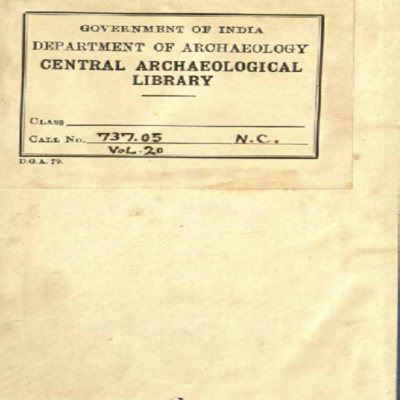 GOVERNMENT OF INDIA
DEPARTMENT OF ARCHAEOLOGY
CENTRAL ARCHAEOLOGICAL
LIBRARY
CLASS
CALL No. 737.05 N.C.
Vol. 20
D.G.A. 79.